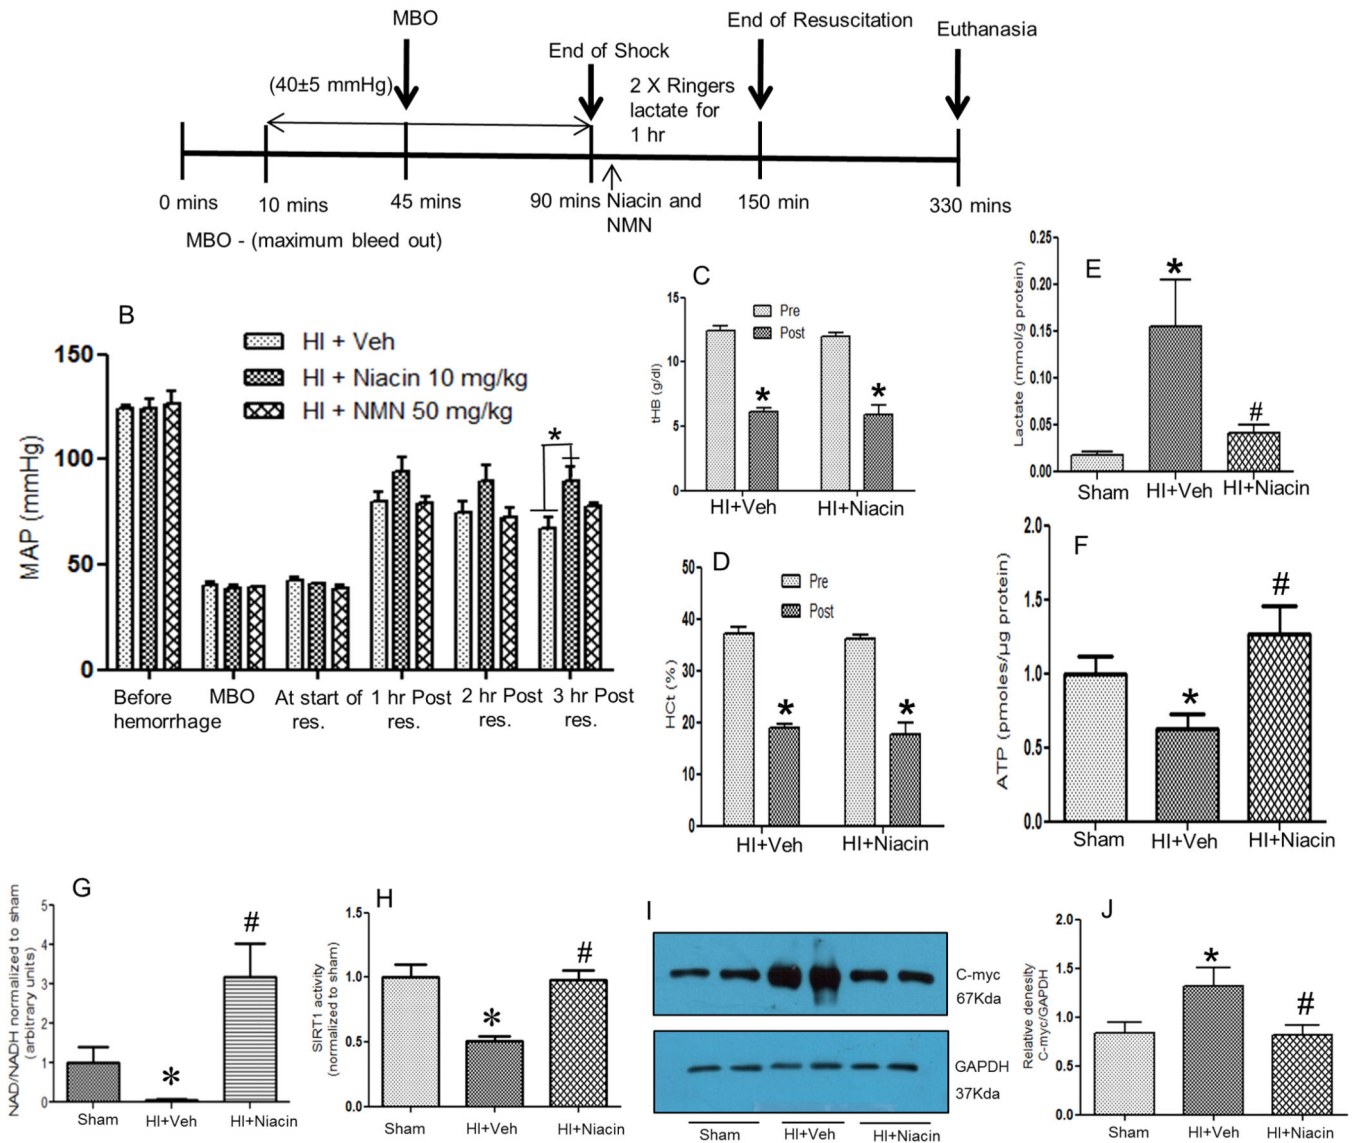 MBO
End of Resuscitation
Euthanasia
End of Shock
(40±5 mmHg)
2 X Ringers
lactate for
1 hr
0 mins
10 mins
45 mins
90 mins
Niacin and
NMN
150 min
330 mins
MBO - (maximum bleed out)
B
HI + Veh
HI + Niacin 10 mg/kg
HI + NMN 50 mg/kg
MAP (mmHg)
150
100
50
0
*
Before
hemorrhage
MBO
At start of
res.
1 hr Post
res.
2 hr Post
res.
3 hr Post
res.
C
Pre
Post
tHB (g/dl)
15
10
5
0
*
*
HI+Veh
HI+Niacin
D
Pre
Post
HCt (%)
50
40
30
20
10
0
*
*
HI+Veh
HI+Niacin
E
Lactate (mmol/g protein)
0.25
0.20
0.15
0.10
0.05
0.00
*
#
Sham
HI+Veh
HI+Niacin
F
ATP (pmoles/µg protein)
2.0
1.5
1.0
0.5
0.0
*
#
Sham
HI+Veh
HI+Niacin
G
NAD/NADH normalized to sham
(arbitrary units)
5
4
3
2
1
0
*
#
Sham
HI+Veh
HI+Niacin
H
SIRT1 activity
(normalized to sham)
1.5
1.0
0.5
0.0
*
#
Sham
HI+Veh
HI+Niacin
I
C-myc
67Kda
GAPDH
37Kda
Sham
HI+Veh
HI+Niacin
J
Relative denesity
C-myc/GAPDH
2.0
1.5
1.0
0.5
0.0
*
#
Sham
HI+Veh
HI+Niacin